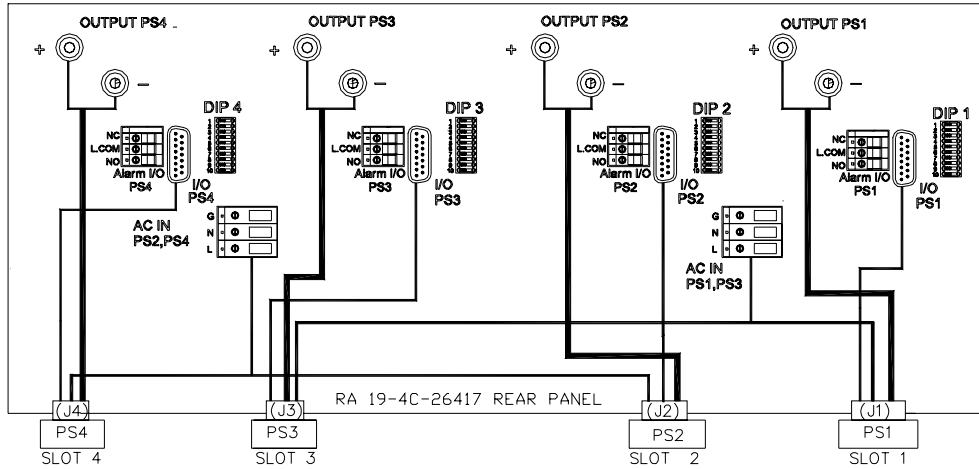 OUTPUT PS4
OUTPUT PS3
OUTPUT PS2
OUTPUT PS1
+
+
+
+
−
−
−
−
DIP 4
DIP 3
DIP 2
DIP 1
NC
L.COM
NO
Alarm I/O
PS4
I/O
PS4
NC
L.COM
NO
Alarm I/O
PS3
I/O
PS3
NC
L.COM
NO
Alarm I/O
PS2
I/O
PS2
NC
L.COM
NO
Alarm I/O
PS1
I/O
PS1
AC IN
PS2,PS4
G
N
L
AC IN
PS1,PS3
G
N
L
RA 19-4C-26417 REAR PANEL
(J4)
(J3)
(J2)
(J1)
PS4
PS3
PS2
PS1
SLOT 4
SLOT 3
SLOT 2
SLOT 1